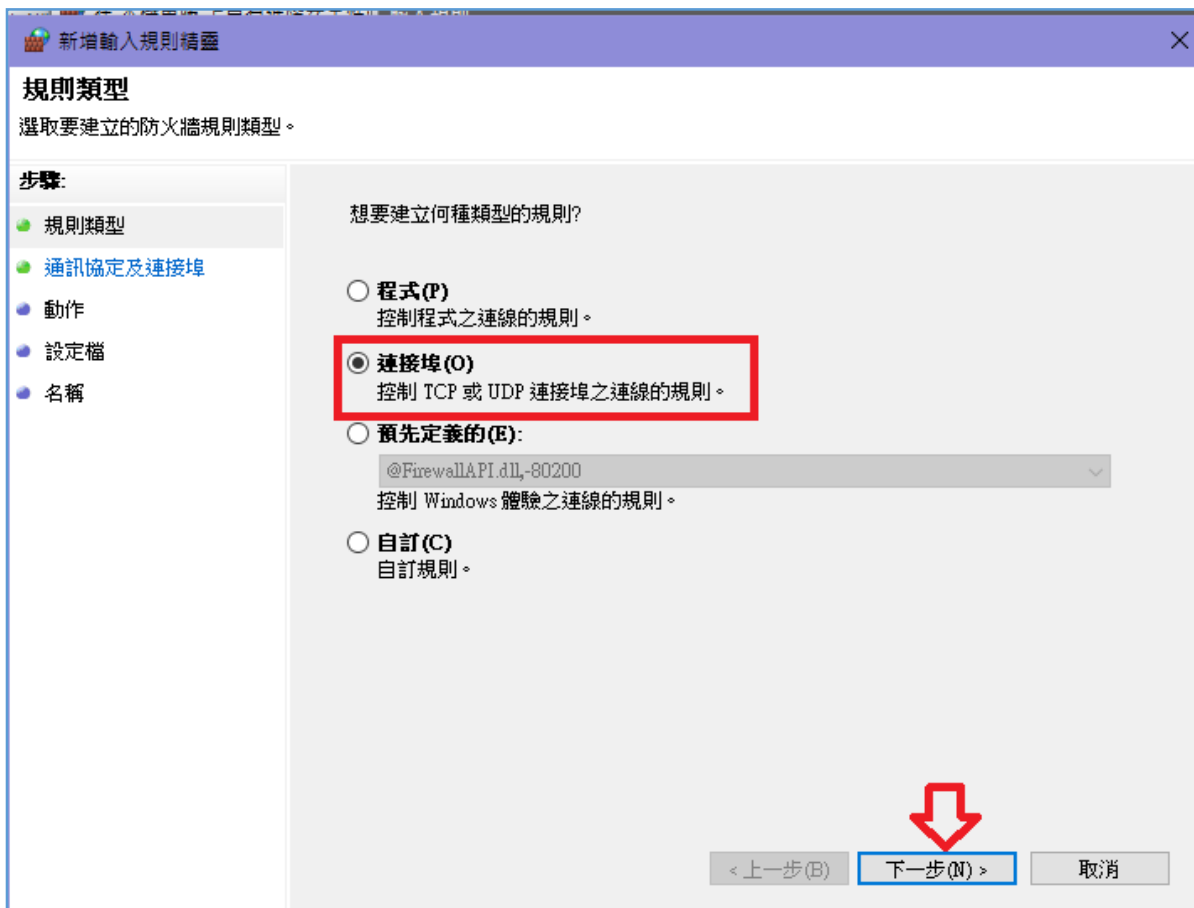 新增輸入規則精靈
規則類型
選取要建立的防火牆規則類型。
步驟:
規則類型
通訊協定及連接埠
動作
設定檔
名稱
想要建立何種類型的規則?
程式(P)
控制程式之連線的規則。
連接埠(O)
控制 TCP 或 UDP 連接埠之連線的規則。
預先定義的(E):
@FirewallAPI.dll,-80200
控制 Windows 體驗之連線的規則。
自訂(C)
自訂規則。
< 上一步(B)
下一步(N) >
取消